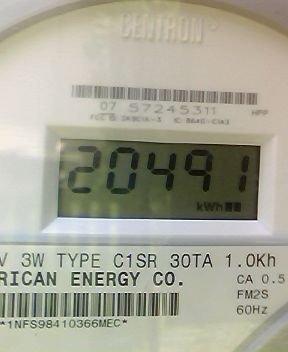 CENTRON®
07 57245311
HPP
20491
kWh
V 3W TYPE C1SR 30TA 1.0Kh
RICAN ENERGY CO.
CA 0.5
FM2S
60Hz
*1NFS98410366MEC*